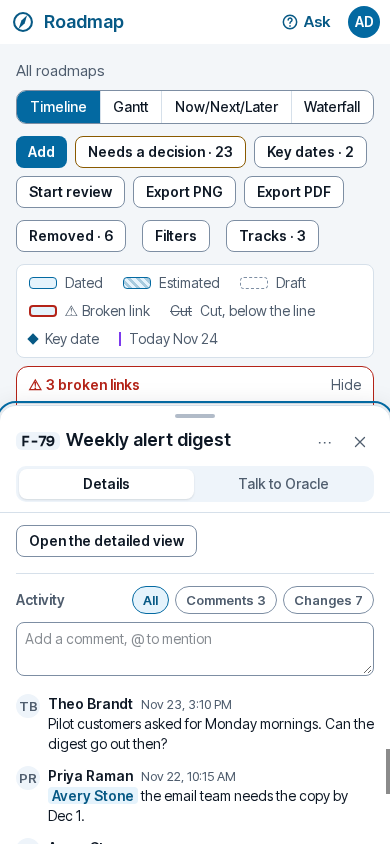 Roadmap
Ask
AD
All roadmaps
Timeline
Gantt
Now/Next/Later
Waterfall
Add
Needs a decision · 23
Key dates · 2
Start review
Export PNG
Export PDF
Removed · 6
Filters
Tracks · 3
Dated
Estimated
Draft
⚠ Broken link
Cut Cut, below the line
Key date
Today Nov 24
⚠ 3 broken links
Hide
F-79 Weekly alert digest
Details
Talk to Oracle
Open the detailed view
Activity
All
Comments 3
Changes 7
Add a comment, @ to mention
TB
Theo Brandt Nov 23, 3:10 PM
Pilot customers asked for Monday mornings. Can the
digest go out then?
PR
Priya Raman Nov 22, 10:15 AM
Avery Stone the email team needs the copy by
Dec 1.